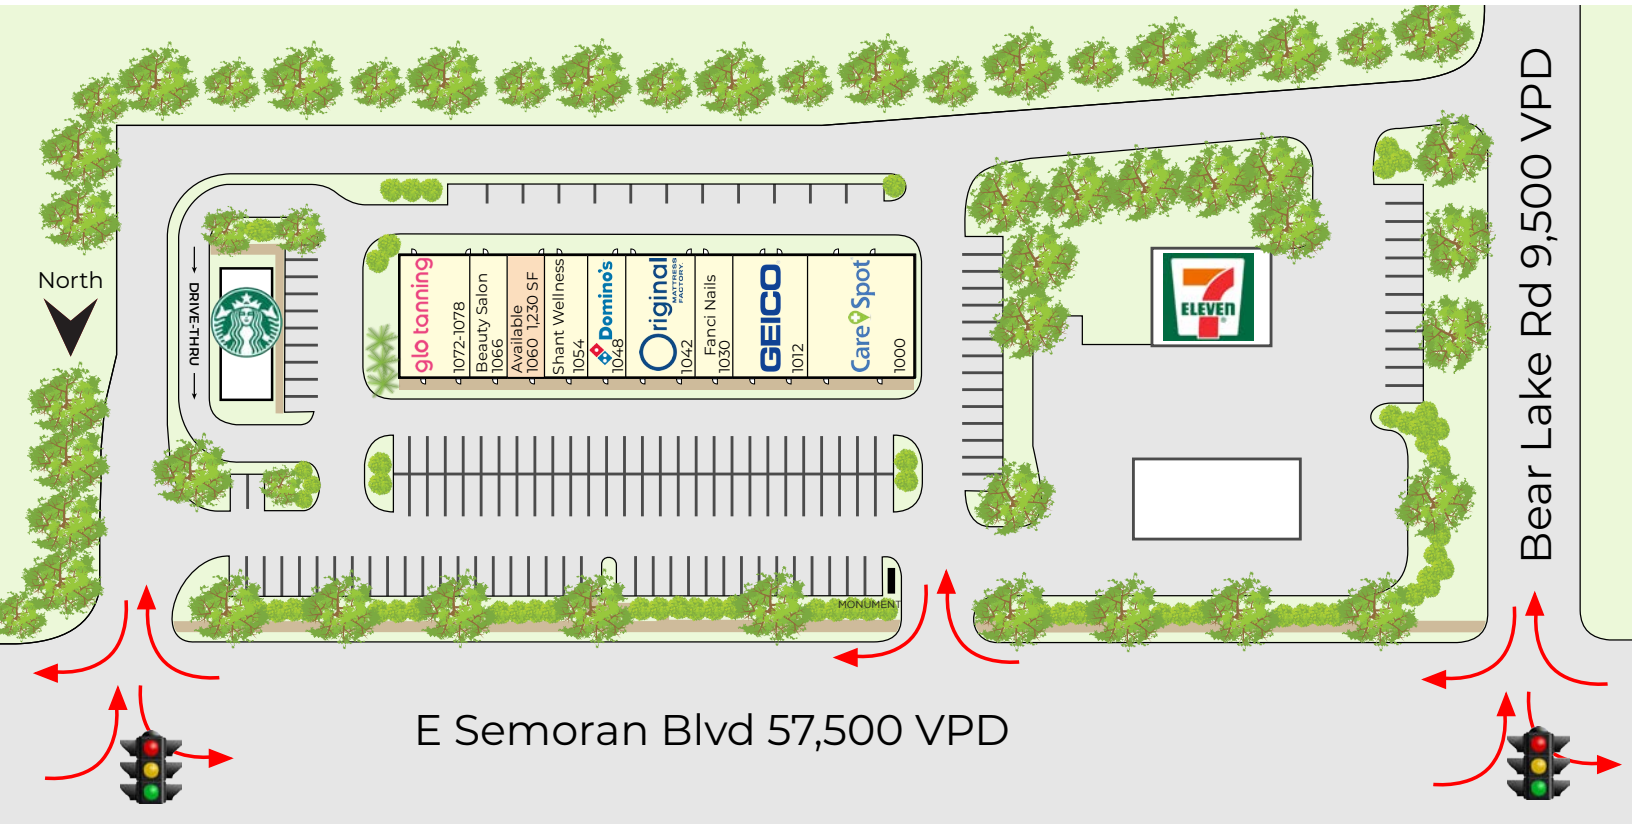 North
DRIVE-THRU
glo tanning
1072-1078
Beauty Salon
1066
Available
1060 1,230 SF
Shant Wellness
1054
Domino's
1048
Original
MATTRESS
FACTORY
1042
Fanci Nails
1030
GEICO
1012
CareSpot
1000
7
ELEVEN
MONUMENT
Bear Lake Rd 9,500 VPD
E Semoran Blvd 57,500 VPD